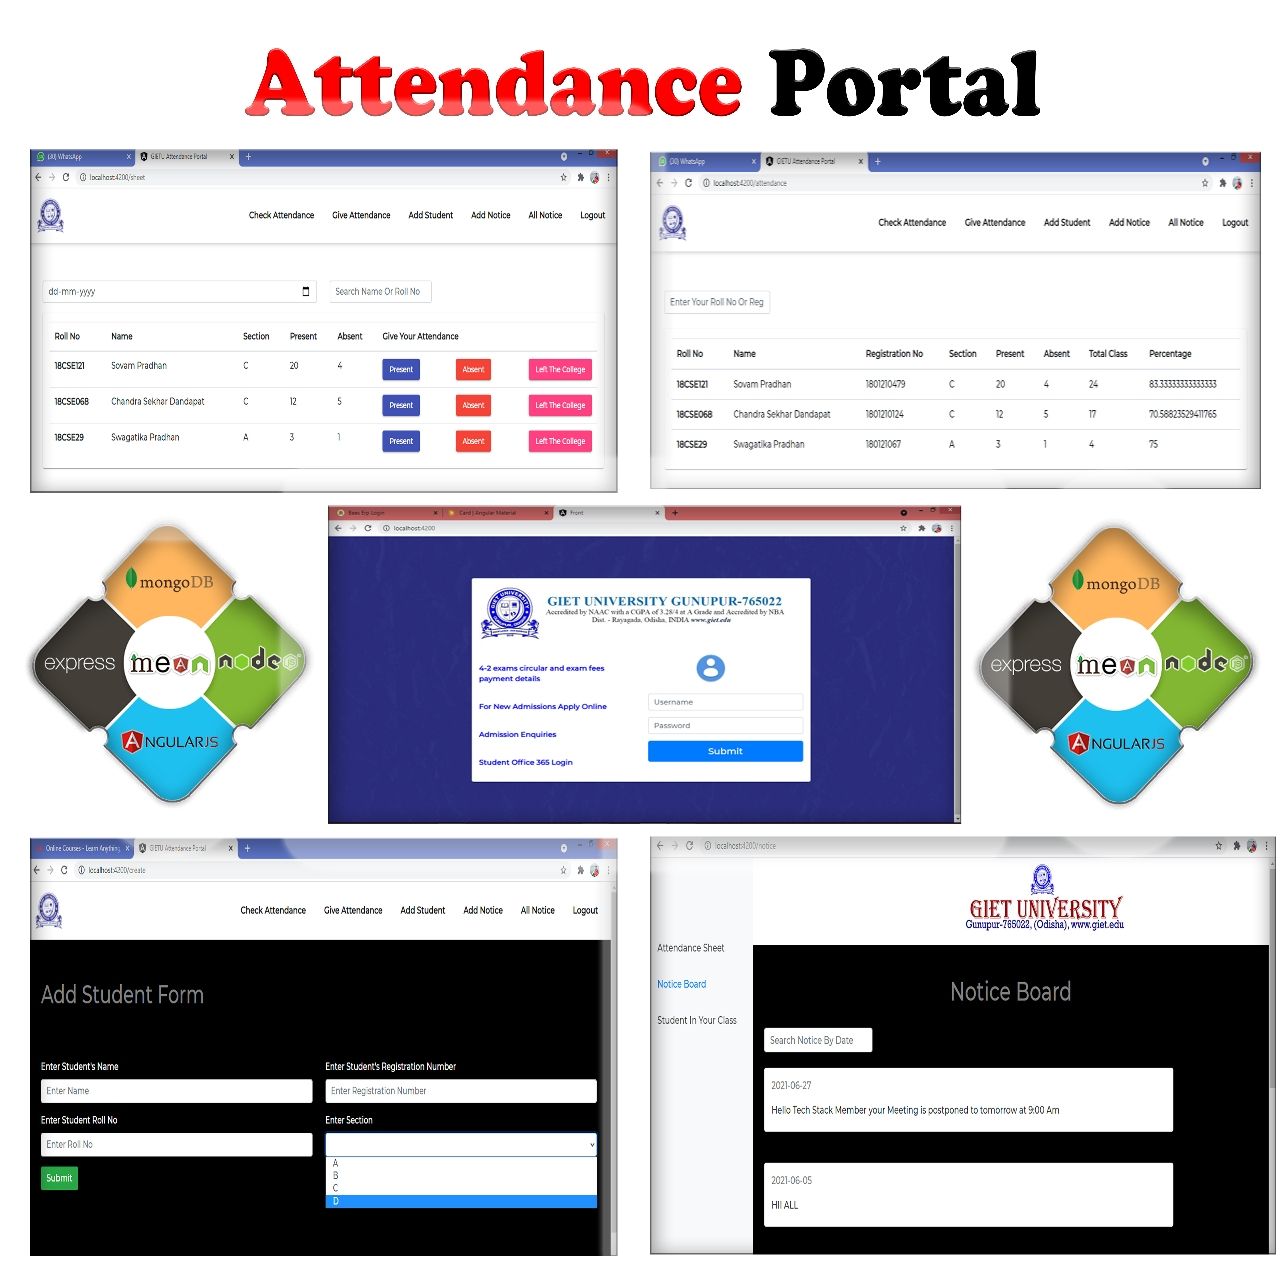 Attendance Portal
(30) WhatsApp
GIETU Attendance Portal
localhost:4200/sheet
Check Attendance Give Attendance Add Student Add Notice All Notice Logout
dd-mm-yyyy
Search Name Or Roll No
Roll No Name Section Present Absent Give Your Attendance
18CSE121 Sovam Pradhan C 20 4 Present Absent Left The College
18CSE068 Chandra Sekhar Dandapat C 12 5 Present Absent Left The College
18CSE29 Swagatika Pradhan A 3 1 Present Absent Left The College
(30) WhatsApp
GIETU Attendance Portal
localhost:4200/attendance
Check Attendance Give Attendance Add Student Add Notice All Notice Logout
Enter Your Roll No Or Reg
Roll No Name Registration No Section Present Absent Total Class Percentage
18CSE121 Sovam Pradhan 1801210479 C 20 4 24 83.33333333333333
18CSE068 Chandra Sekhar Dandapat 1801210124 C 12 5 17 70.58823529411765
18CSE29 Swagatika Pradhan 180121067 A 3 1 4 75
mongoDB
express
mean
node
ANGULARJS
Bees Erp Login
Card | Angular Material
Front
localhost:4200
GIET UNIVERSITY GUNUPUR-765022
Accredited by NAAC with a CGPA of 3.28/4 at A Grade and Accredited by NBA
Dist. - Rayagada, Odisha, INDIA www.giet.edu
4-2 exams circular and exam fees
payment details
For New Admissions Apply Online
Admission Enquiries
Student Office 365 Login
Username
Password
Submit
mongoDB
express
mean
node
ANGULARJS
Online Courses - Learn Anything,
GIETU Attendance Portal
localhost:4200/create
Check Attendance Give Attendance Add Student Add Notice All Notice Logout
Add Student Form
Enter Student's Name
Enter Name
Enter Student's Registration Number
Enter Registration Number
Enter Student Roll No
Enter Roll No
Enter Section
A
B
C
D
Submit
localhost:4200/notice
GIET UNIVERSITY
Gunupur-765022, (Odisha), www.giet.edu
Attendance Sheet
Notice Board
Student In Your Class
Notice Board
Search Notice By Date
2021-06-27
Hello Tech Stack Member your Meeting is postponed to tomorrow at 9:00 Am
2021-06-05
HII ALL